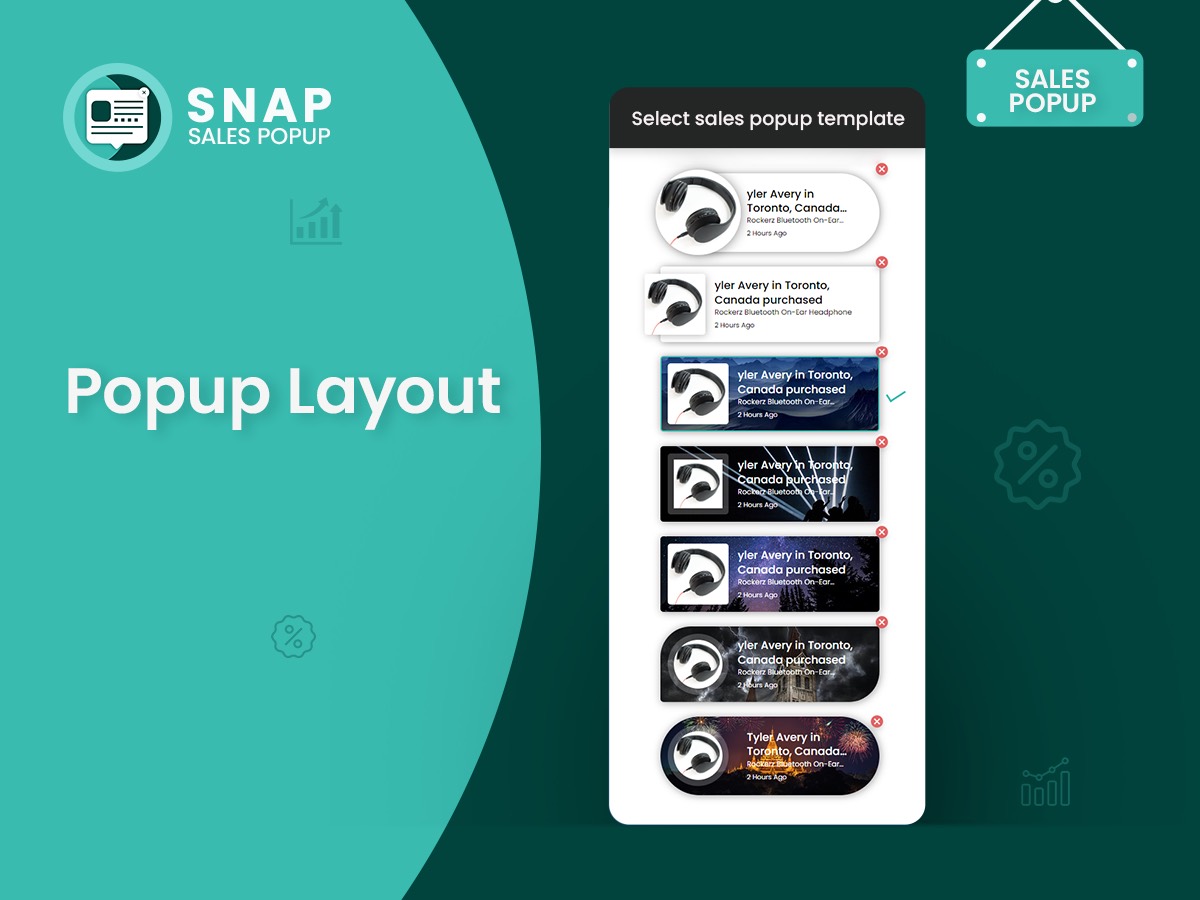 SNAP
SALES POPUP
Popup Layout
SALES
POPUP
Select sales popup template
yler Avery in
Toronto, Canada...
Rockerz Bluetooth On-Ear...
2 Hours Ago
yler Avery in Toronto,
Canada purchased
Rockerz Bluetooth On-Ear Headphone
2 Hours Ago
yler Avery in Toronto,
Canada purchased
Rockerz Bluetooth On-Ear...
2 Hours Ago
yler Avery in Toronto,
Canada purchased
Rockerz Bluetooth On-Ear...
2 Hours Ago
yler Avery in Toronto,
Canada purchased
Rockerz Bluetooth On-Ear...
2 Hours Ago
yler Avery in Toronto,
Canada purchased
Rockerz Bluetooth On-Ear...
2 Hours Ago
Tyler Avery in
Toronto, Canada...
Rockerz Bluetooth On-Ear...
2 Hours Ago